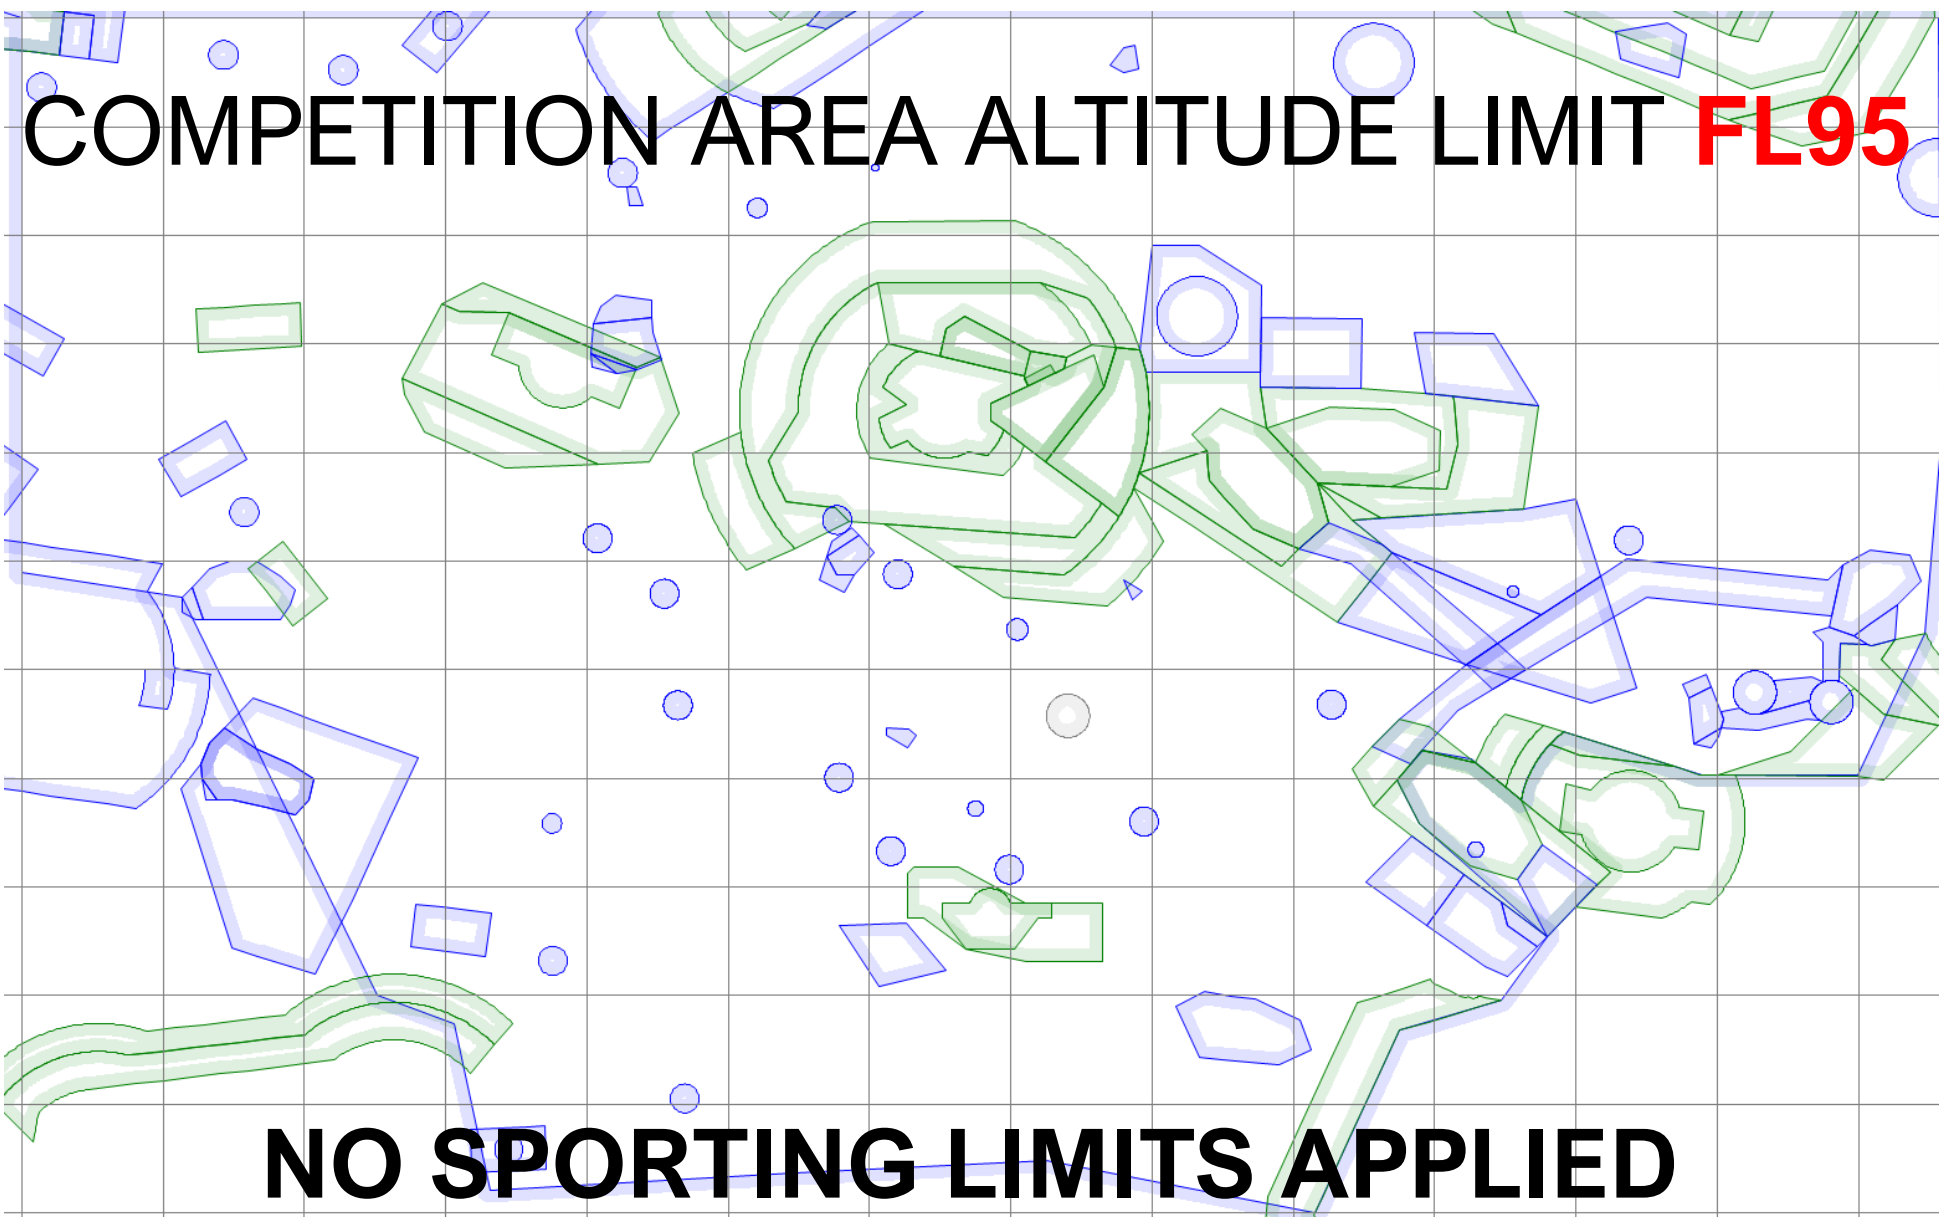 COMPETITION AREA ALTITUDE LIMIT FL95
NO SPORTING LIMITS APPLIED